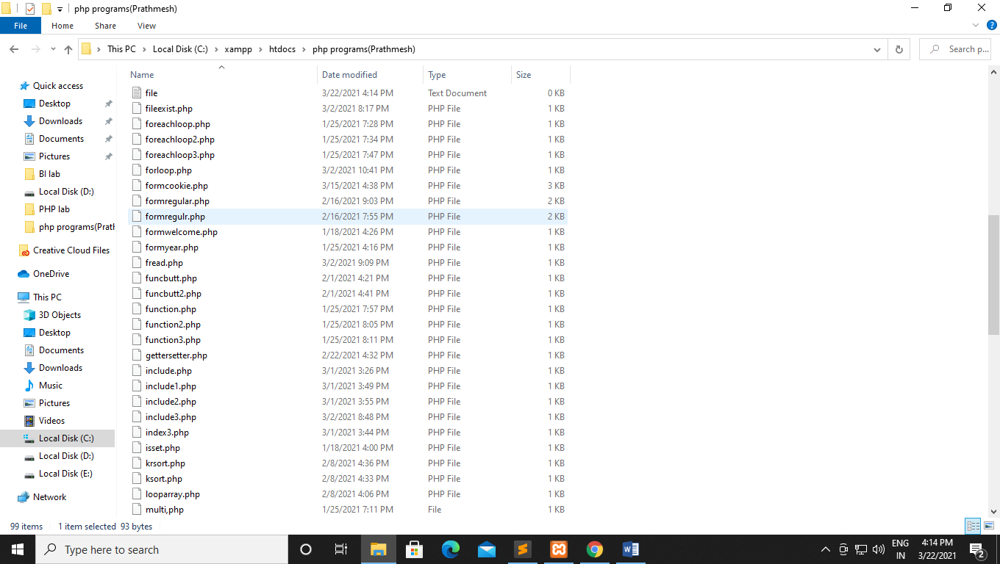 php programs(Prathmesh)
File Home Share View
This PC Local Disk (C:) xampp htdocs php programs(Prathmesh) Search p...
Quick access
Desktop
Downloads
Documents
Pictures
BI lab
Local Disk (D:)
PHP lab
php programs(Prath
Creative Cloud Files
OneDrive
This PC
3D Objects
Desktop
Documents
Downloads
Music
Pictures
Videos
Local Disk (C:)
Local Disk (D:)
Local Disk (E:)
Network
Name Date modified Type Size
file 3/22/2021 4:14 PM Text Document 0 KB
fileexist.php 3/2/2021 8:17 PM PHP File 1 KB
foreachloop.php 1/25/2021 7:28 PM PHP File 1 KB
foreachloop2.php 1/25/2021 7:34 PM PHP File 1 KB
foreachloop3.php 1/25/2021 7:47 PM PHP File 1 KB
forloop.php 3/2/2021 10:41 PM PHP File 1 KB
formcookie.php 3/15/2021 4:38 PM PHP File 3 KB
formregular.php 2/16/2021 9:03 PM PHP File 2 KB
formregulr.php 2/16/2021 7:55 PM PHP File 2 KB
formwelcome.php 1/18/2021 4:26 PM PHP File 1 KB
formyear.php 1/25/2021 4:16 PM PHP File 1 KB
fread.php 3/2/2021 9:09 PM PHP File 1 KB
funcbutt.php 2/1/2021 4:21 PM PHP File 1 KB
funcbutt2.php 2/1/2021 4:41 PM PHP File 1 KB
function.php 1/25/2021 7:57 PM PHP File 1 KB
function2.php 1/25/2021 8:05 PM PHP File 1 KB
function3.php 1/25/2021 8:11 PM PHP File 1 KB
gettersetter.php 2/22/2021 4:32 PM PHP File 1 KB
include.php 3/1/2021 3:26 PM PHP File 1 KB
include1.php 3/1/2021 3:49 PM PHP File 1 KB
include2.php 3/1/2021 3:55 PM PHP File 1 KB
include3.php 3/2/2021 8:48 PM PHP File 1 KB
index3.php 3/1/2021 3:44 PM PHP File 1 KB
isset.php 1/18/2021 4:00 PM PHP File 1 KB
krsort.php 2/8/2021 4:36 PM PHP File 1 KB
ksort.php 2/8/2021 4:33 PM PHP File 1 KB
looparray.php 2/8/2021 4:06 PM PHP File 1 KB
multi,php 1/25/2021 7:11 PM File 1 KB
99 items 1 item selected 93 bytes
Type here to search
ENG
IN
4:14 PM
3/22/2021
2